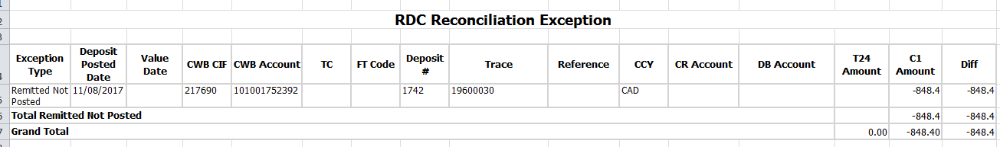 RDC Reconciliation Exception
Exception Type Deposit Posted Date Value Date CWB CIF CWB Account TC FT Code Deposit # Trace Reference CCY CR Account DB Account T24 Amount C1 Amount Diff
Remitted Not Posted 11/08/2017 217690 101001752392 1742 19600030 CAD -848.4 -848.4
Total Remitted Not Posted -848.4 -848.4
Grand Total 0.00 -848.40 -848.4